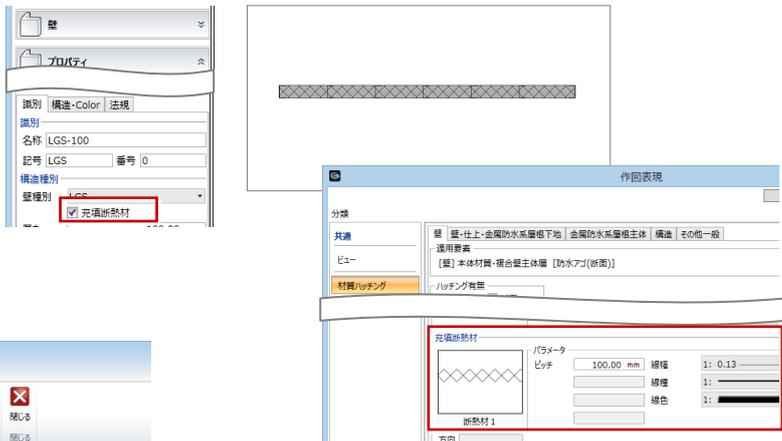 壁
プロパティ
識別 構造・Color 法規
識別
名称 LGS-100
記号 LGS 番号 0
構造種別
壁種別 LGS
充填断熱材
作図表現
分類
共通
ビュー
材質ハッチング
壁 壁・仕上・金属防水系屋根下地 金属防水系屋根主体 構造 その他一般
適用要素
[壁] 本体材質・複合壁主体層 [防水アゴ(断面)]
ハッチング有無
充填断熱材
パラメータ
ピッチ 100.00 mm 線幅 1: 0.13
線種 1:
線色 1:
断熱材 1
方向
閉じる
閉じる